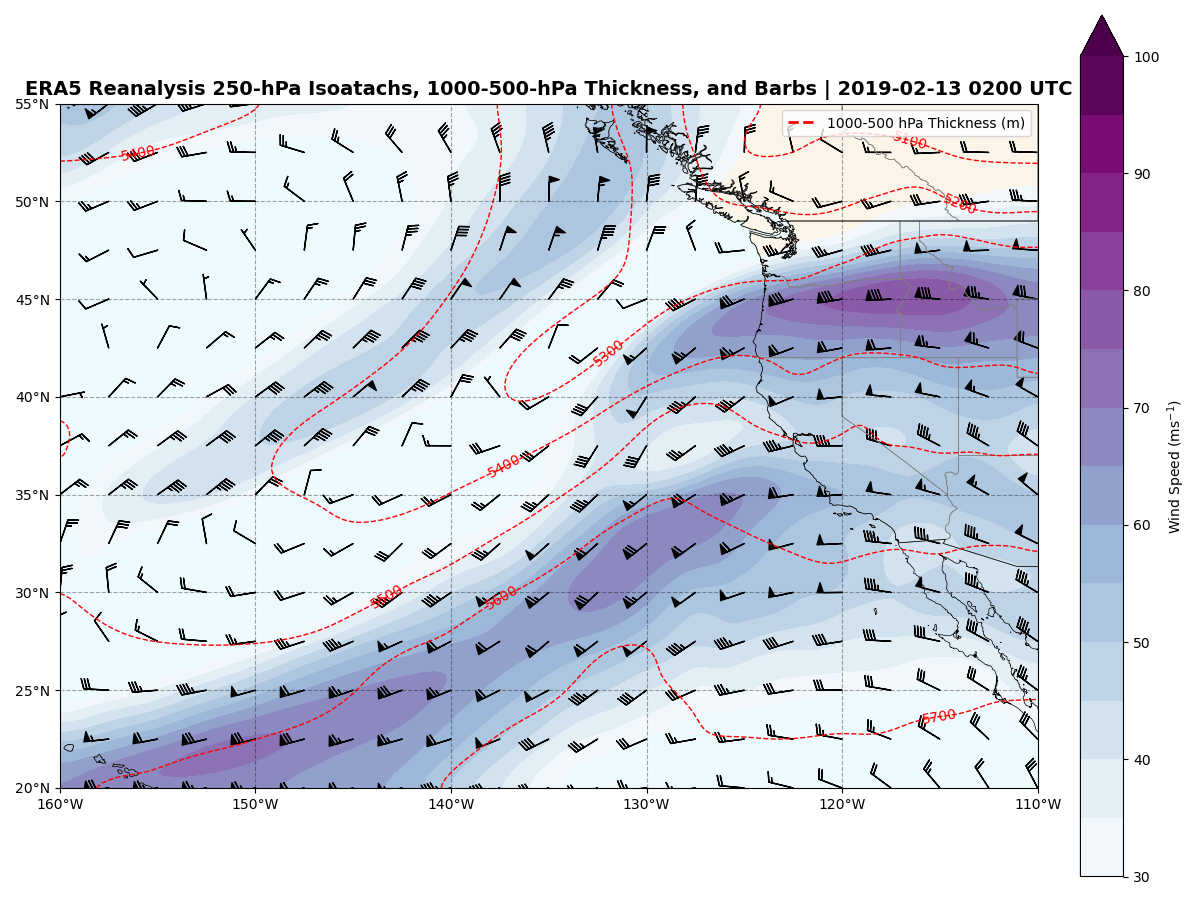 ERA5 Reanalysis 250-hPa Isoatachs, 1000-500-hPa Thickness, and Barbs | 2019-02-13 0200 UTC
1000-500 hPa Thickness (m)
55°N
50°N
45°N
40°N
35°N
30°N
25°N
20°N
160°W
150°W
140°W
130°W
120°W
110°W
5400
5100
5200
5300
5400
5500
5600
5700
100
90
80
70
60
50
40
30
Wind Speed (ms⁻¹)